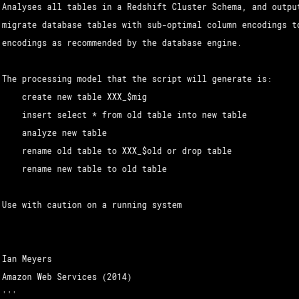 Analyses all tables in a Redshift Cluster Schema, and outpu
migrate database tables with sub-optimal column encodings to
encodings as recommended by the database engine.
The processing model that the script will generate is:
create new table XXX_$mig
insert select * from old table into new table
analyze new table
rename old table to XXX_$old or drop table
rename new table to old table
Use with caution on a running system
Ian Meyers
Amazon Web Services (2014)
...